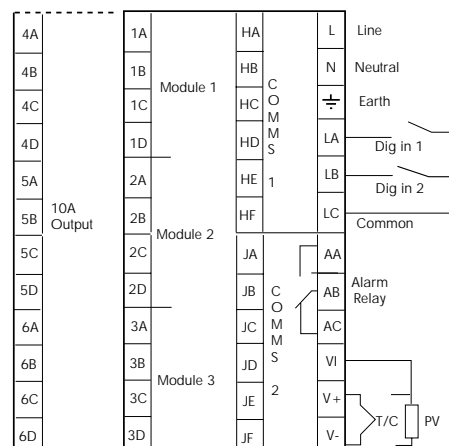 4A 1A HA L Line
4B 1B HB N Neutral
4C 1C HC Earth
4D 1D HD LA Dig in 1
5A 2A HE LB Dig in 2
5B 2B HF LC Common
5C 2C JA AA
5D 2D JB AB
6A 3A JC AC
6B 3B JD VI
6C 3C JE V+
6D 3D JF V-
10A
Output
Module 1
Module 2
Module 3
COMMS 1
COMMS 2
Alarm
Relay
T/C PV